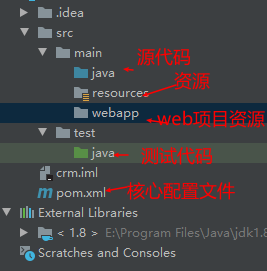 .idea
src
main
java 源代码
resources 资源
webapp web项目资源
test
java 测试代码
crm.iml
pom.xml 核心配置文件
External Libraries
< 1.8 > E:\Program Files\Java\jdk1.8
Scratches and Consoles